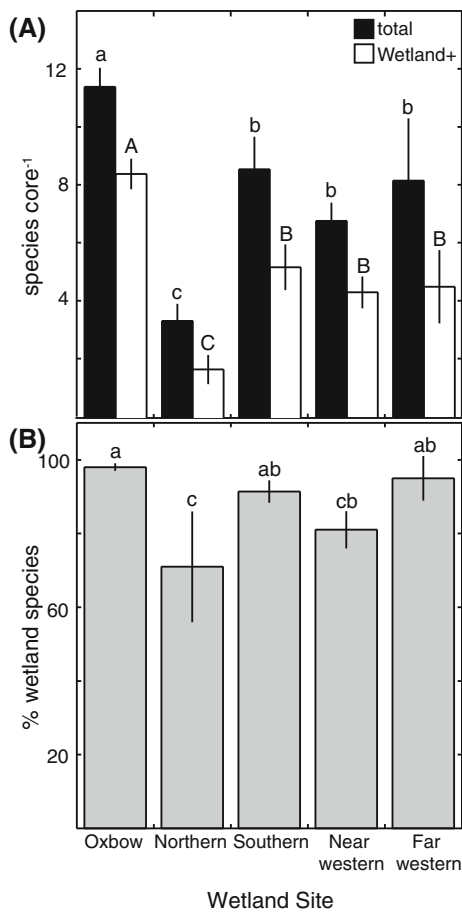 (A)
total
Wetland+
12
8
4
species core⁻¹
a
A
c
C
b
B
b
B
b
B
(B)
100
60
20
% wetland species
a
c
ab
cb
ab
Oxbow
Northern
Southern
Near
western
Far
western
Wetland Site